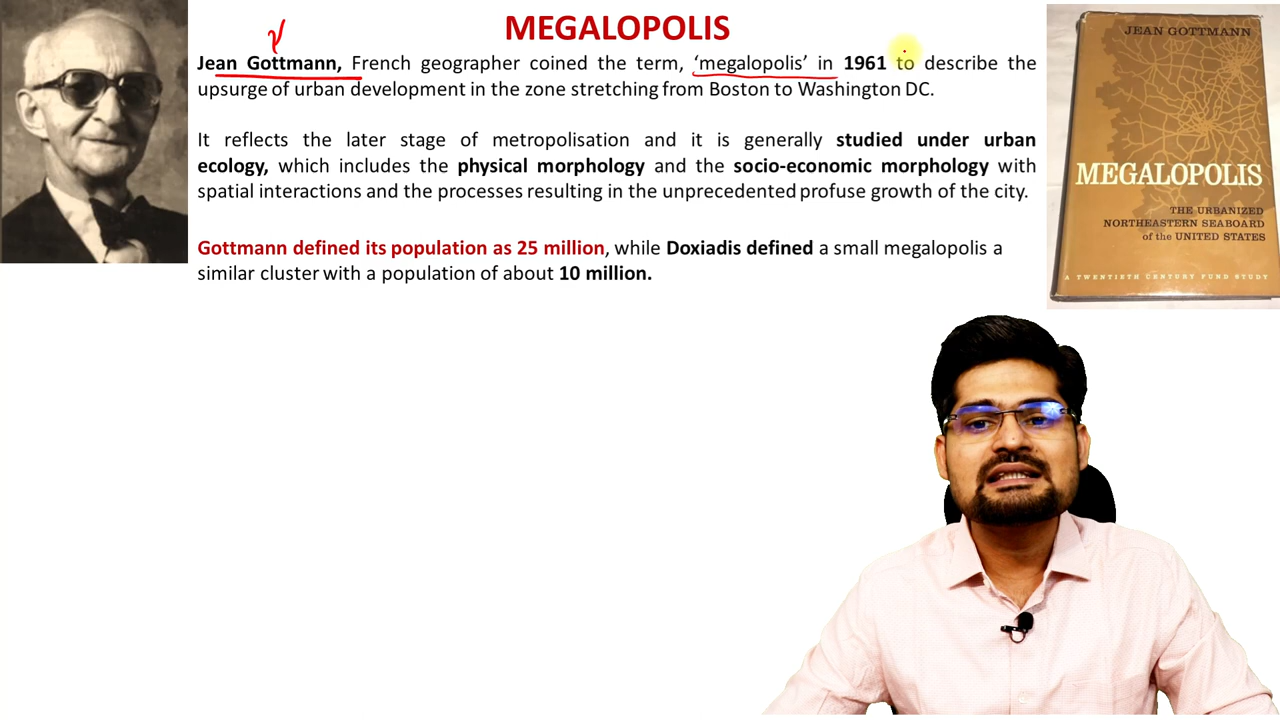 MEGALOPOLIS
Jean Gottmann, French geographer coined the term, ‘megalopolis’ in 1961 to describe the
upsurge of urban development in the zone stretching from Boston to Washington DC.
It reflects the later stage of metropolisation and it is generally studied under urban
ecology, which includes the physical morphology and the socio-economic morphology with
spatial interactions and the processes resulting in the unprecedented profuse growth of the city.
Gottmann defined its population as 25 million, while Doxiadis defined a small megalopolis a
similar cluster with a population of about 10 million.
JEAN GOTTMANN
MEGALOPOLIS
THE URBANIZED
NORTHEASTERN SEABOARD
of the UNITED STATES
A TWENTIETH CENTURY FUND STUDY